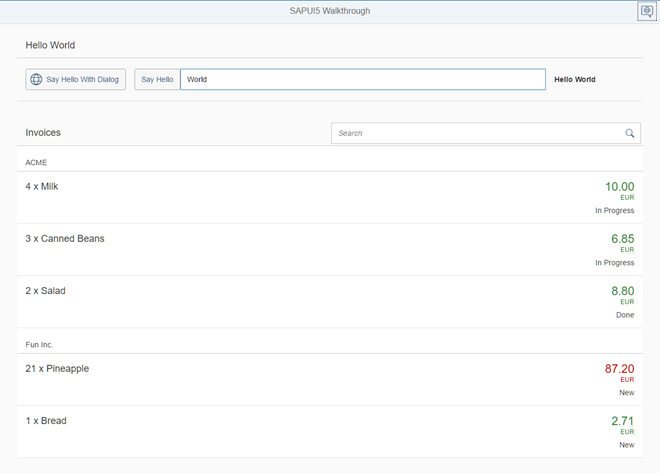 SAPUI5 Walkthrough
Hello World
Say Hello With Dialog Say Hello World Hello World
Invoices Search
ACME
4 x Milk 10.00
EUR
In Progress
3 x Canned Beans 6.85
EUR
In Progress
2 x Salad 8.80
EUR
Done
Fun Inc.
21 x Pineapple 87.20
EUR
New
1 x Bread 2.71
EUR
New